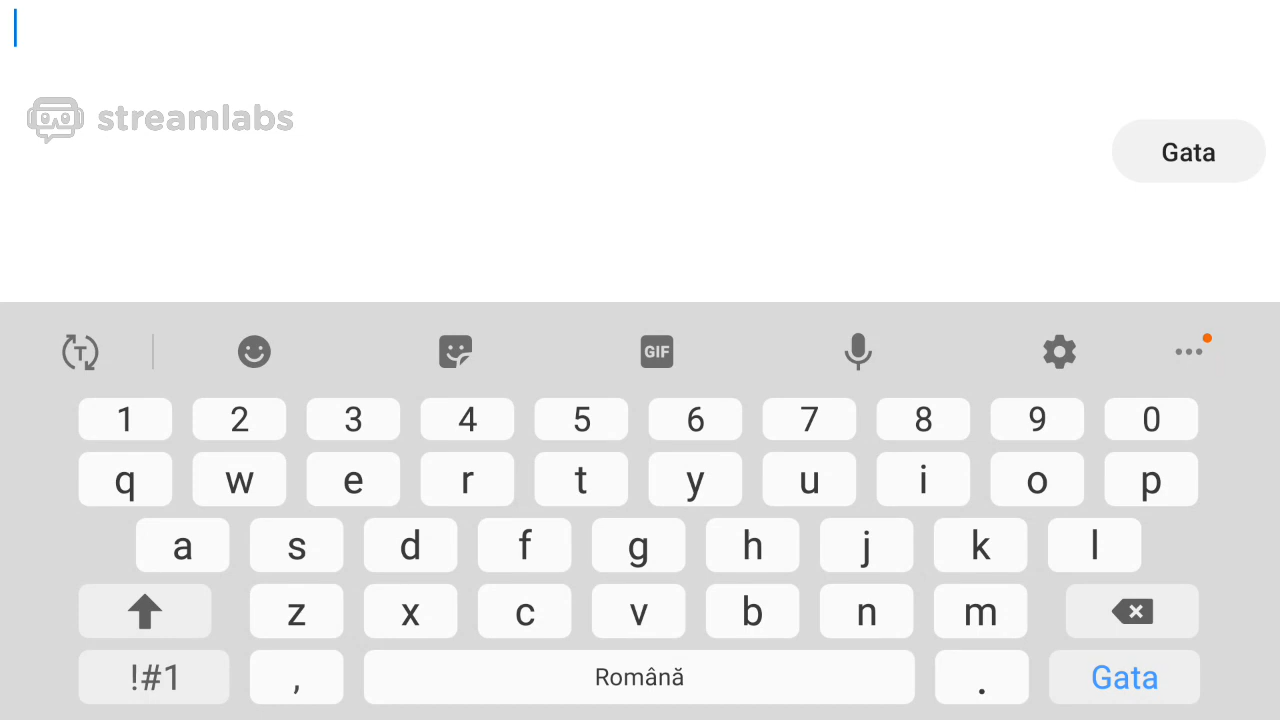 streamlabs
Gata
T
GIF
1 2 3 4 5 6 7 8 9 0
q w e r t y u i o p
a s d f g h j k l
z x c v b n m
!#1 , Română . Gata